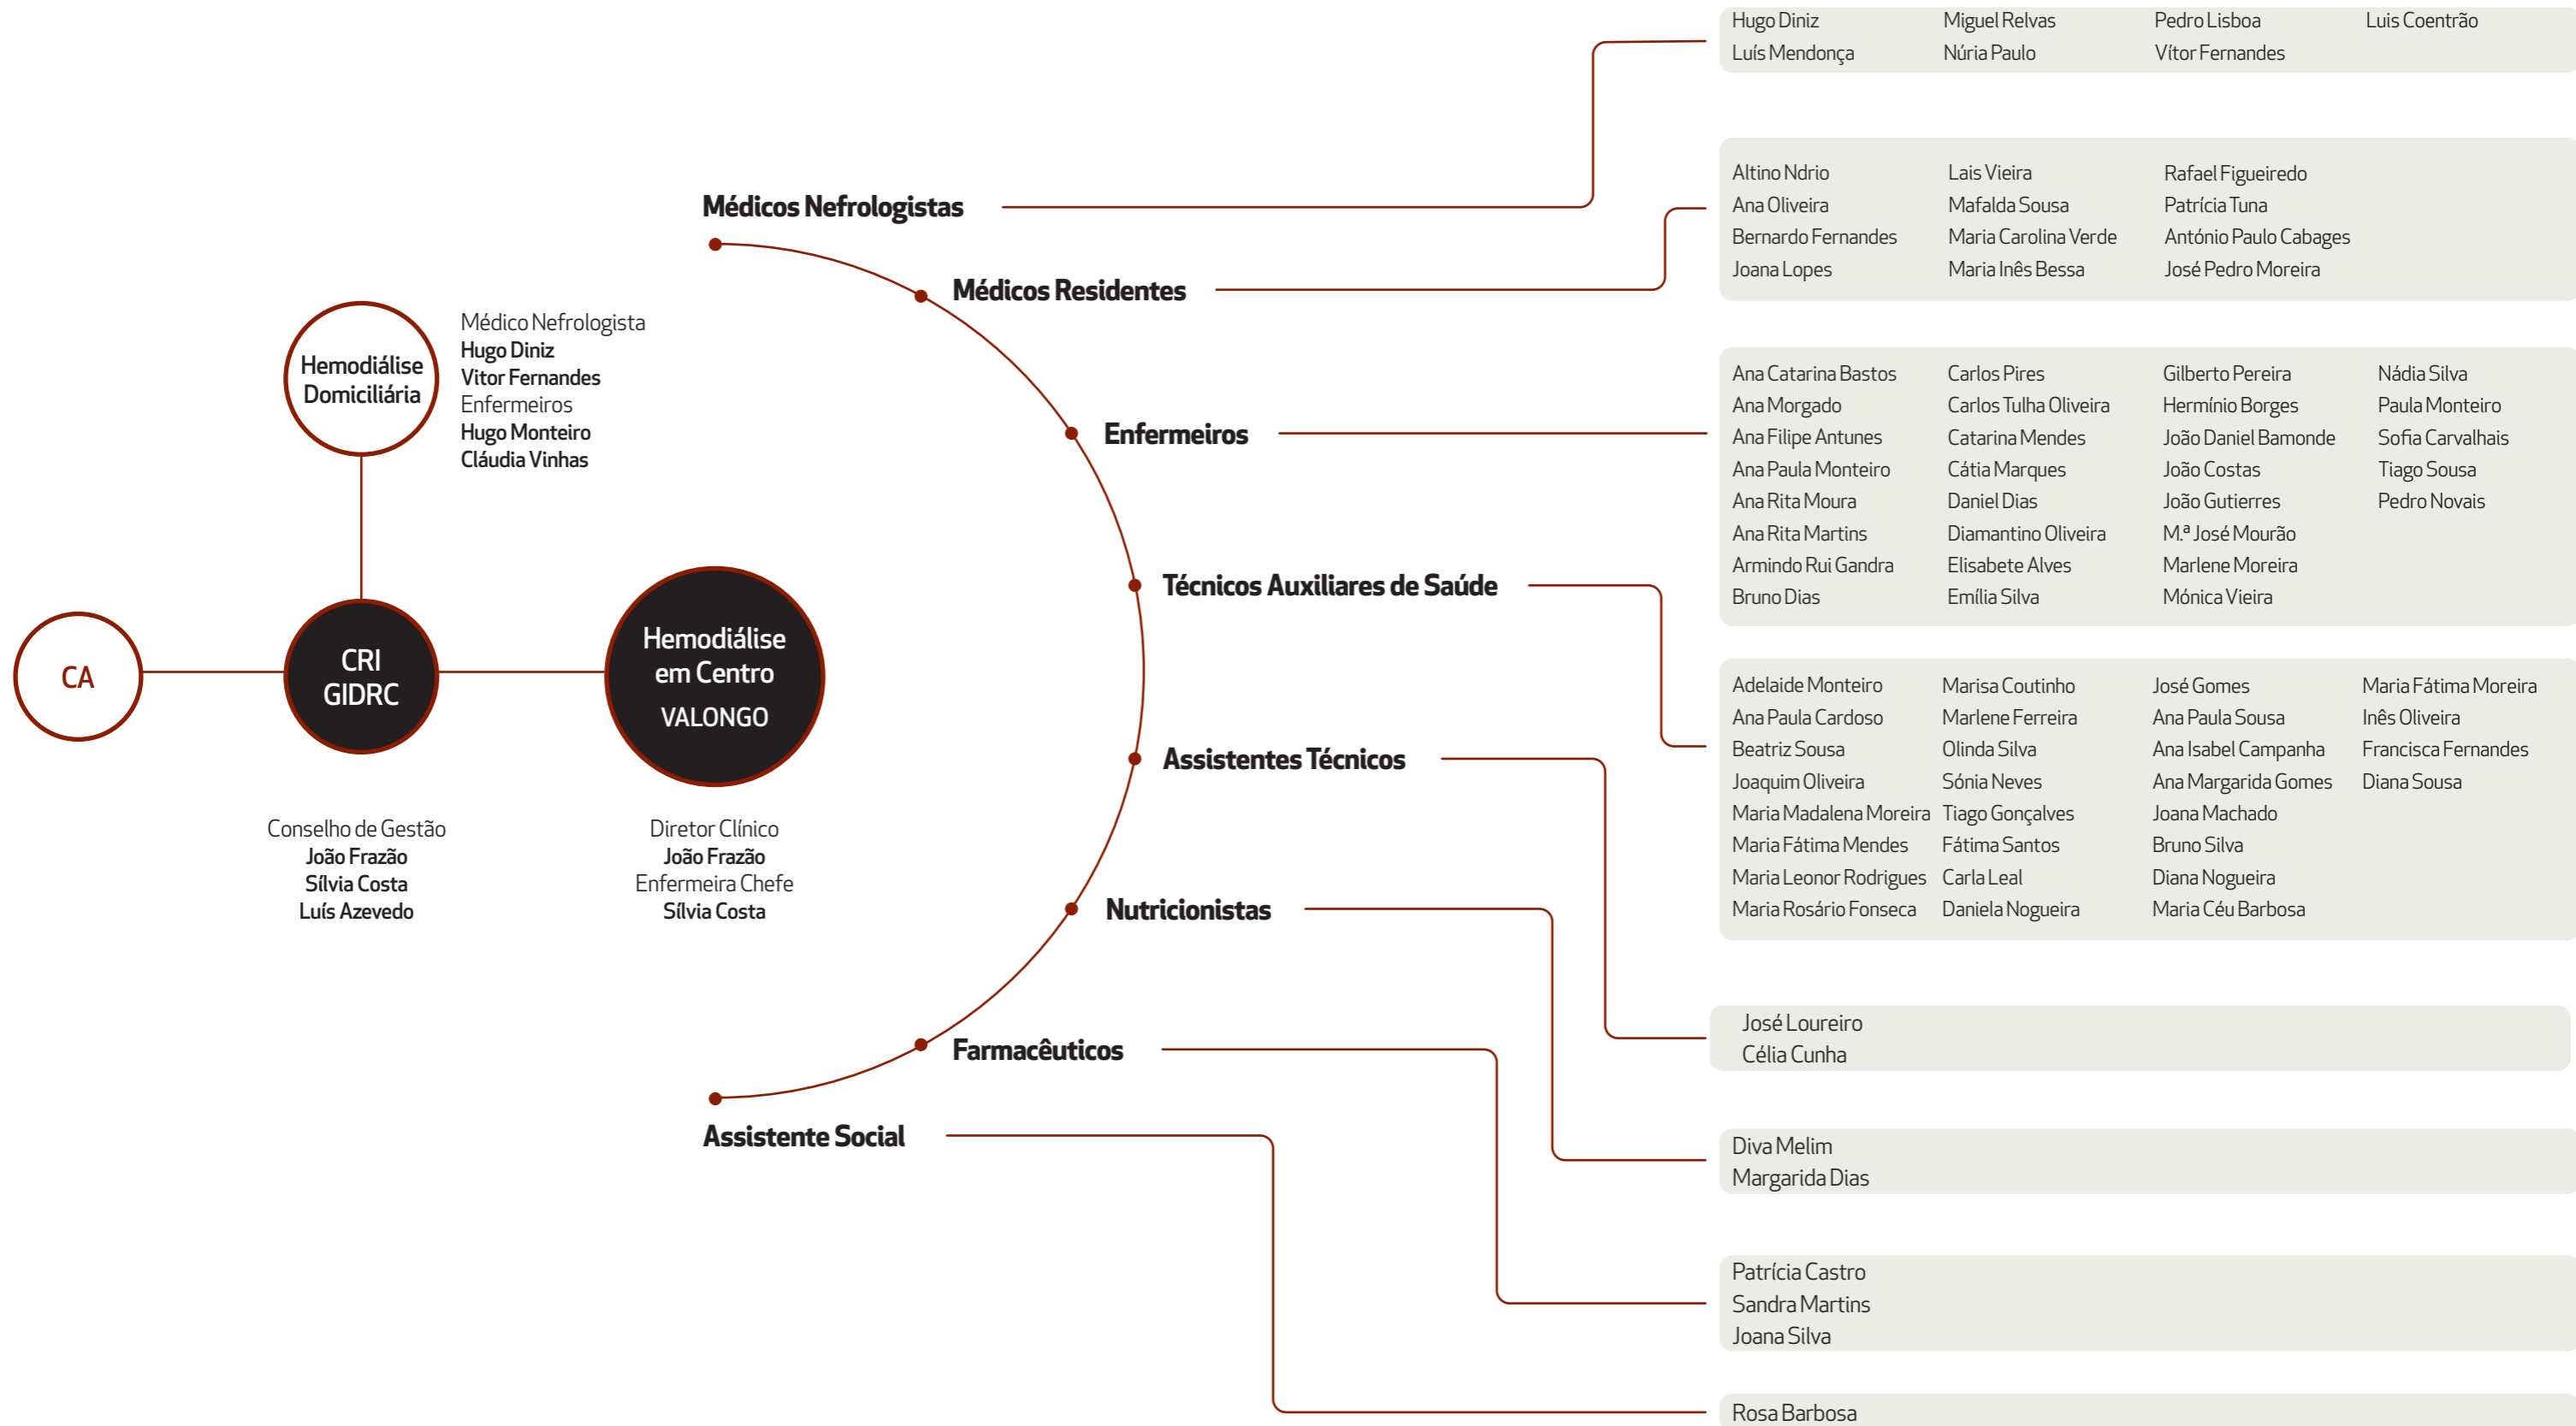 CA
CRI
GIDRC
Conselho de Gestão
João Frazão
Sílvia Costa
Luís Azevedo
Hemodiálise
Domiciliária
Médico Nefrologista
Hugo Diniz
Vitor Fernandes
Enfermeiros
Hugo Monteiro
Cláudia Vinhas
Hemodiálise
em Centro
VALONGO
Diretor Clínico
João Frazão
Enfermeira Chefe
Sílvia Costa
Médicos Nefrologistas
Hugo Diniz Miguel Relvas Pedro Lisboa Luis Coentrão
Luís Mendonça Núria Paulo Vítor Fernandes
Médicos Residentes
Altino Ndrio Lais Vieira Rafael Figueiredo
Ana Oliveira Mafalda Sousa Patrícia Tuna
Bernardo Fernandes Maria Carolina Verde António Paulo Cabages
Joana Lopes Maria Inês Bessa José Pedro Moreira
Enfermeiros
Ana Catarina Bastos Carlos Pires Gilberto Pereira Nádia Silva
Ana Morgado Carlos Tulha Oliveira Hermínio Borges Paula Monteiro
Ana Filipe Antunes Catarina Mendes João Daniel Bamonde Sofia Carvalhais
Ana Paula Monteiro Cátia Marques João Costas Tiago Sousa
Ana Rita Moura Daniel Dias João Gutierres Pedro Novais
Ana Rita Martins Diamantino Oliveira M.ª José Mourão
Armindo Rui Gandra Elisabete Alves Marlene Moreira
Bruno Dias Emília Silva Mónica Vieira
Técnicos Auxiliares de Saúde
Adelaide Monteiro Marisa Coutinho José Gomes Maria Fátima Moreira
Ana Paula Cardoso Marlene Ferreira Ana Paula Sousa Inês Oliveira
Beatriz Sousa Olinda Silva Ana Isabel Campanha Francisca Fernandes
Joaquim Oliveira Sónia Neves Ana Margarida Gomes Diana Sousa
Maria Madalena Moreira Tiago Gonçalves Joana Machado
Maria Fátima Mendes Fátima Santos Bruno Silva
Maria Leonor Rodrigues Carla Leal Diana Nogueira
Maria Rosário Fonseca Daniela Nogueira Maria Céu Barbosa
Assistentes Técnicos
José Loureiro
Célia Cunha
Nutricionistas
Diva Melim
Margarida Dias
Farmacêuticos
Patrícia Castro
Sandra Martins
Joana Silva
Assistente Social
Rosa Barbosa